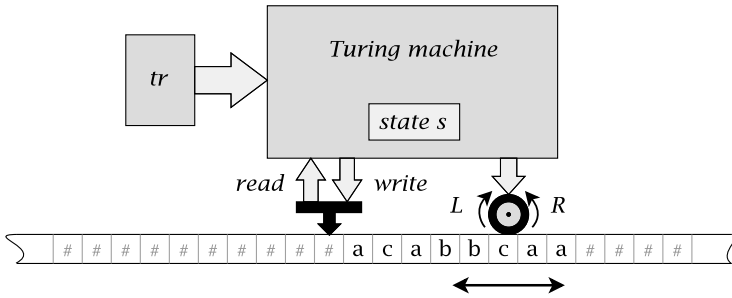 Turing machine
tr
state s
read
write
L
R
# # # # # # # # # # a c a b b c a a # # # #